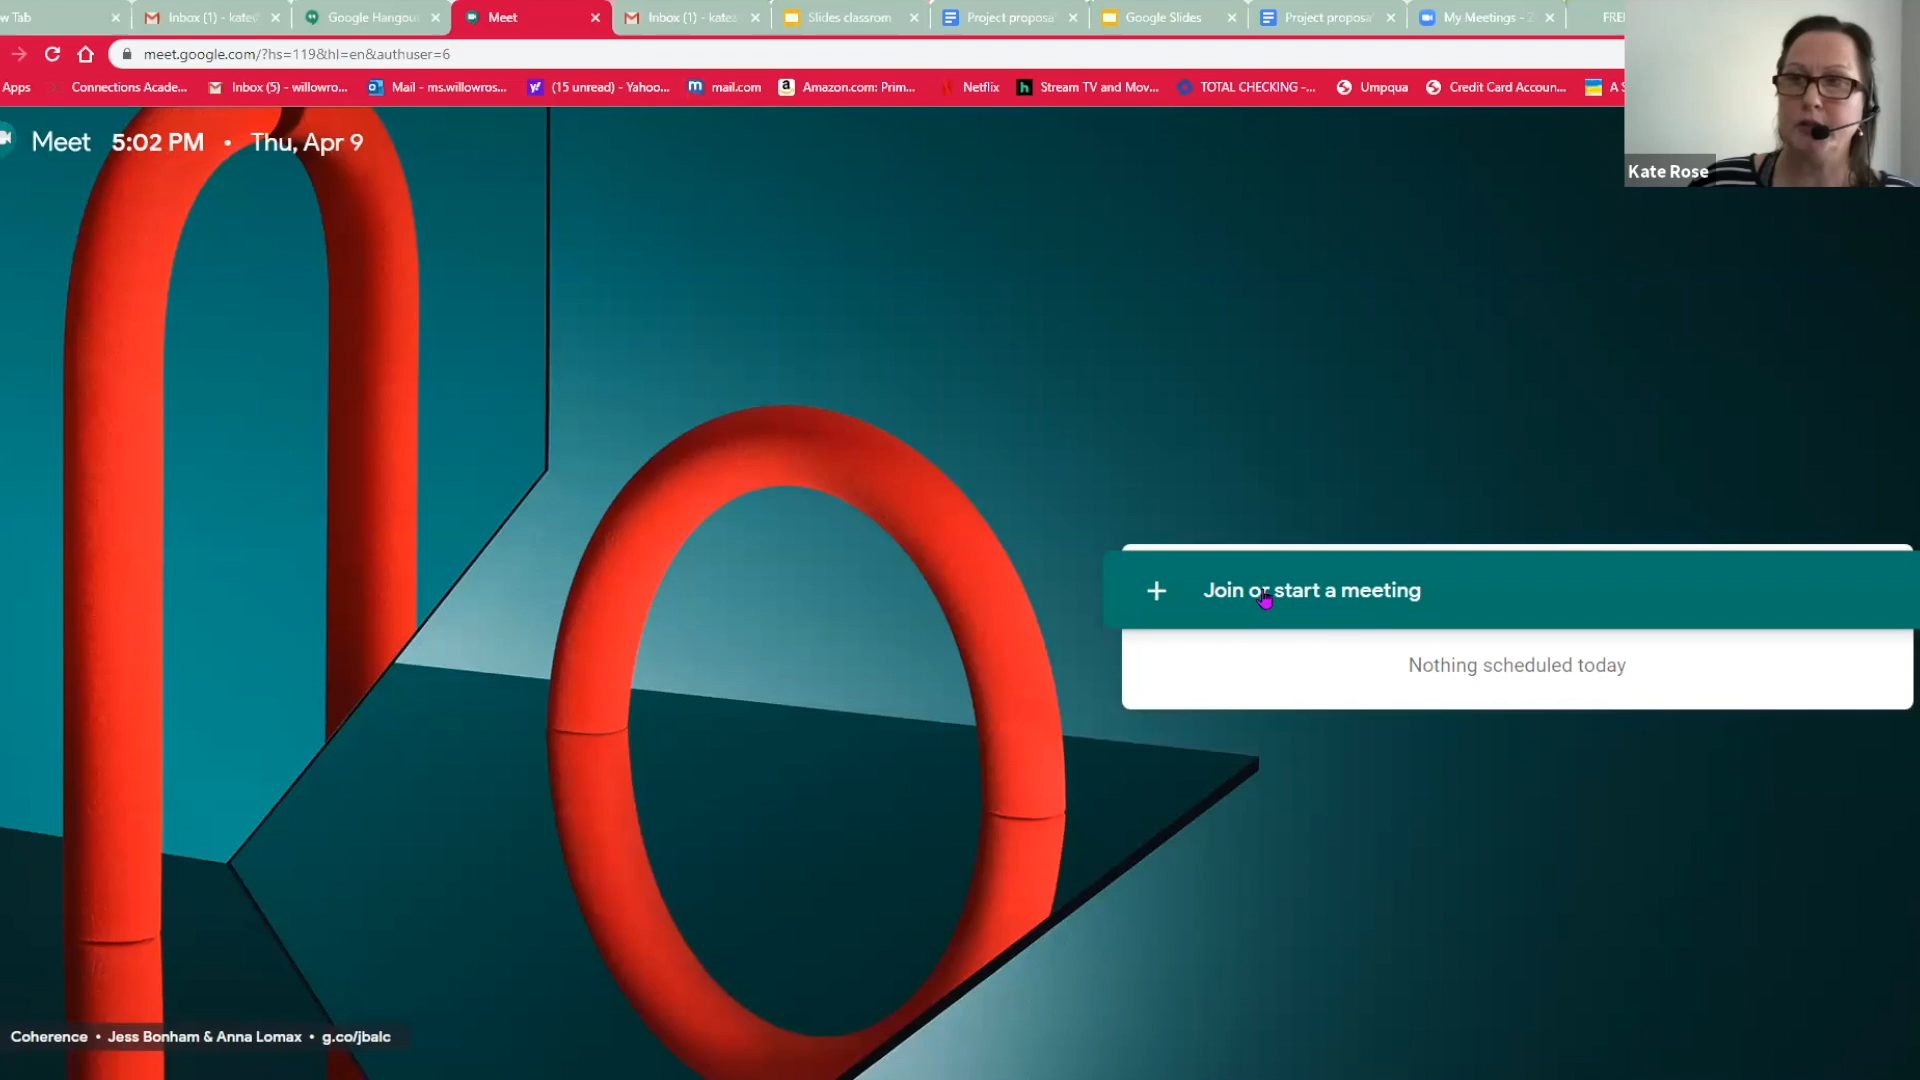 w Tab
Inbox (1) - kate
Google Hangou
Meet
Inbox (1) - kate
Slides classrom
Project proposa
Google Slides
Project proposa
My Meetings - Z
FREE
meet.google.com/?hs=119&hl=en&authuser=6
Apps
Connections Acade...
Inbox (5) - willowro...
Mail - ms.willowros...
(15 unread) - Yahoo...
mail.com
Amazon.com: Prim...
Netflix
Stream TV and Mov...
TOTAL CHECKING -...
Umpqua
Credit Card Accoun...
A S
Kate Rose
Meet 5:02 PM • Thu, Apr 9
Join or start a meeting
Nothing scheduled today
Coherence • Jess Bonham & Anna Lomax • g.co/jbalc